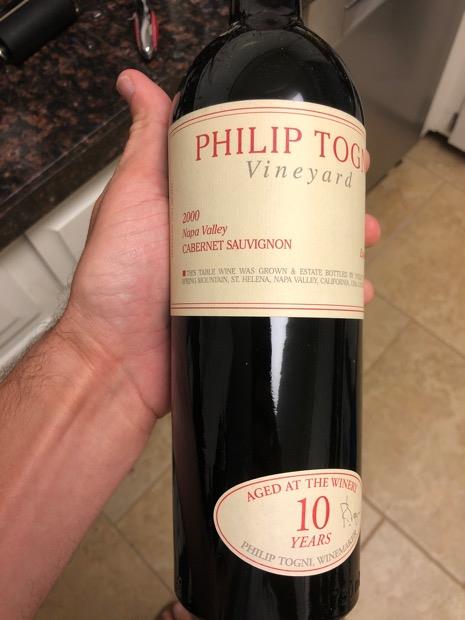 PHILIP TOGN
Vineyard
2000
Napa Valley
CABERNET SAUVIGNON
THIS TABLE WINE WAS GROWN & ESTATE BOTTLED BY
SPRING MOUNTAIN, ST. HELENA, NAPA VALLEY, CALIFORNIA,
AGED AT THE WINERY
10
YEARS
PHILIP TOGNI, WINEMAKER